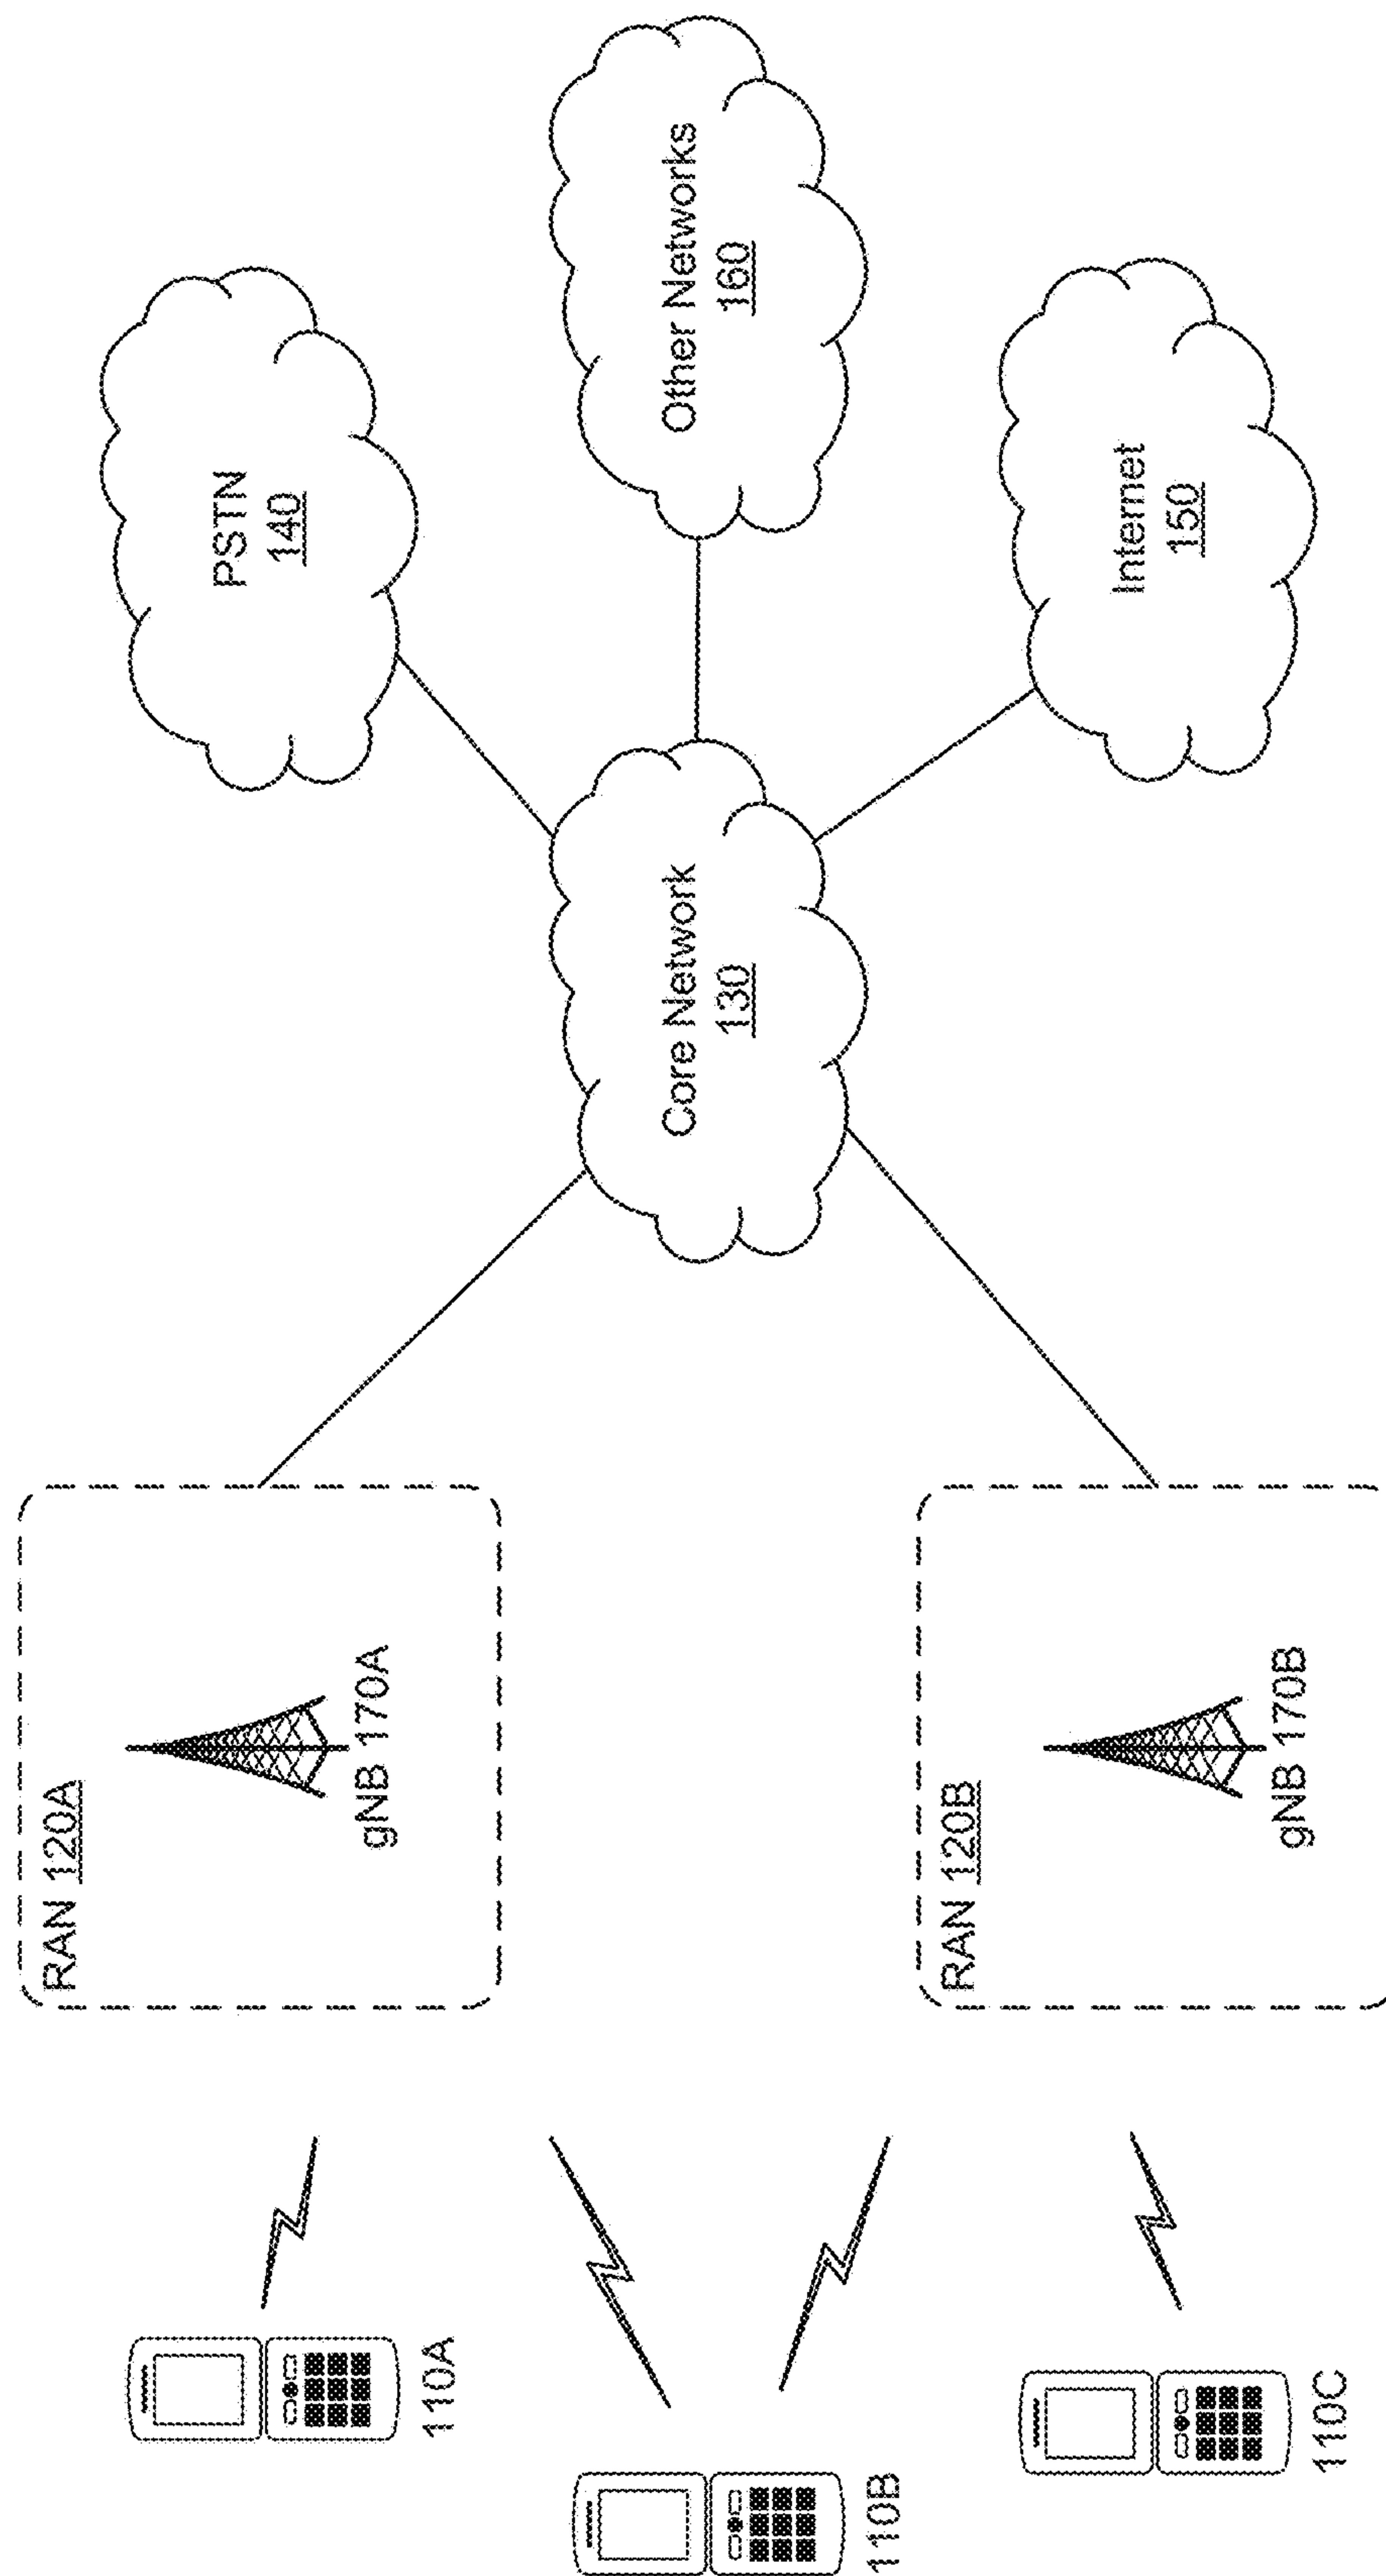 110A
110B
110C
RAN 120A
gNB 170A
RAN 120B
gNB 170B
Core Network
130
PSTN
140
Other Networks
160
Internet
150